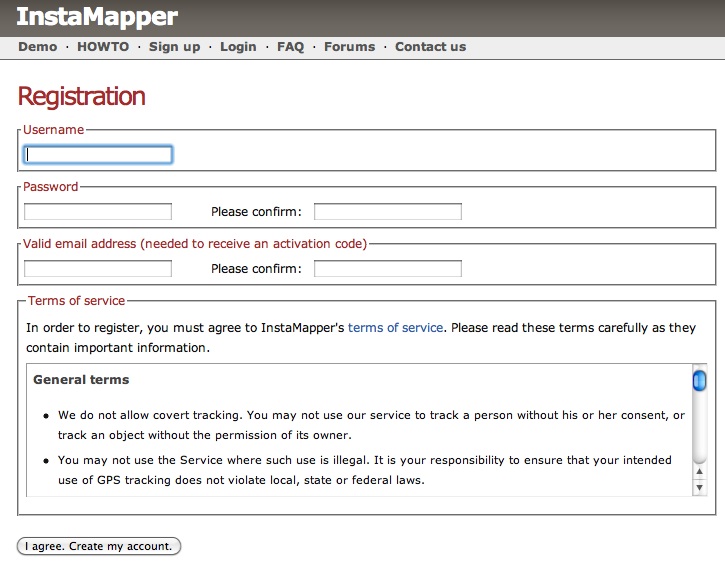 InstaMapper
Demo · HOWTO · Sign up · Login · FAQ · Forums · Contact us
Registration
Username
Password
Please confirm:
Valid email address (needed to receive an activation code)
Please confirm:
Terms of service
In order to register, you must agree to InstaMapper's terms of service. Please read these terms carefully as they
contain important information.
General terms
• We do not allow covert tracking. You may not use our service to track a person without his or her consent, or
track an object without the permission of its owner.
• You may not use the Service where such use is illegal. It is your responsibility to ensure that your intended
use of GPS tracking does not violate local, state or federal laws.
I agree. Create my account.